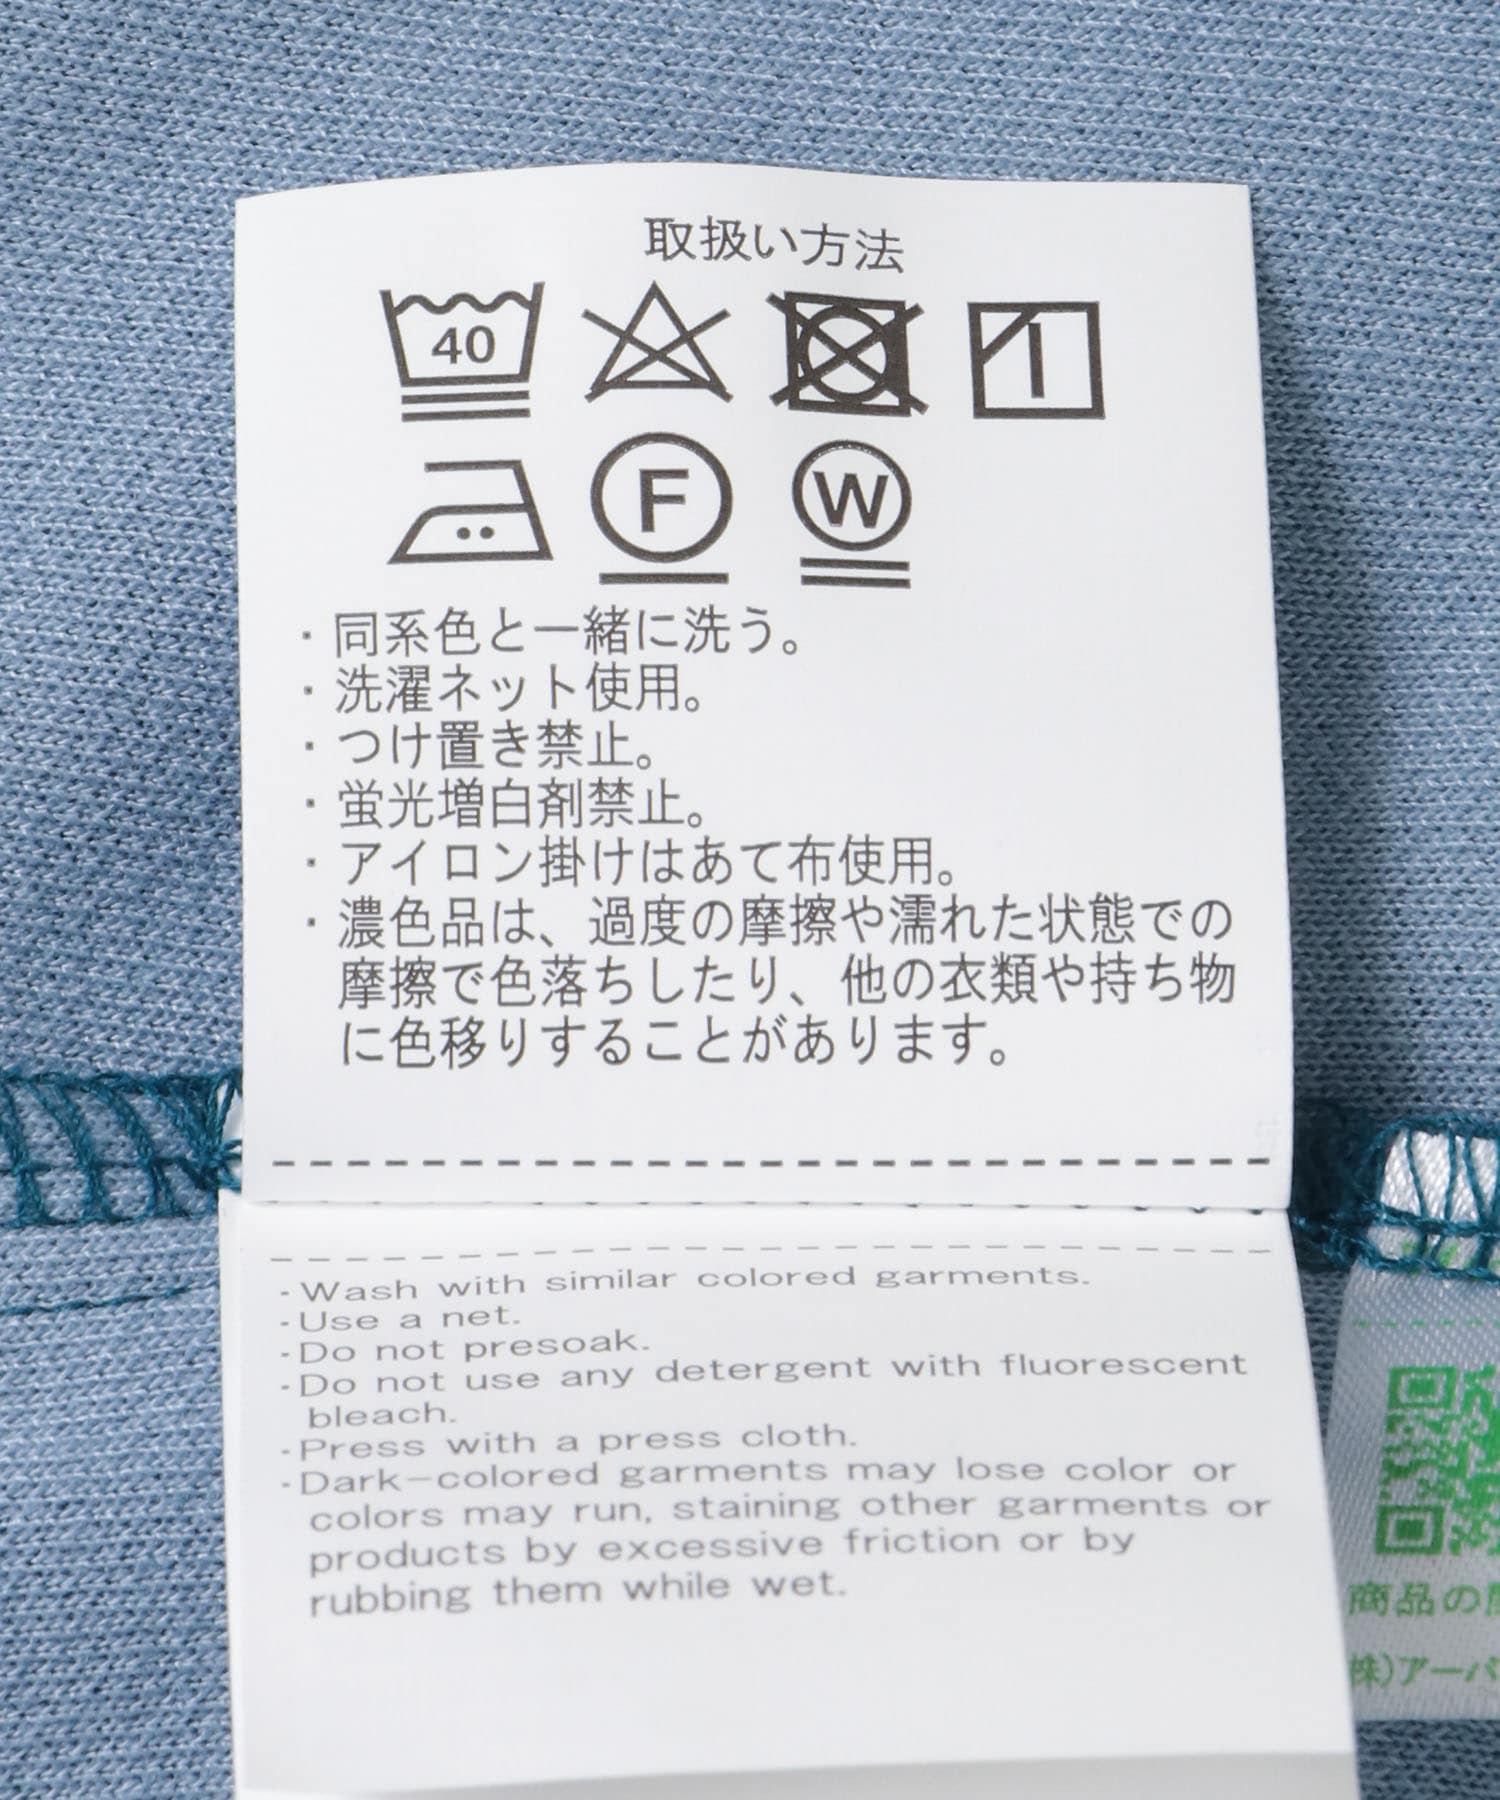 取扱い方法
40
F
W
・同系色と一緒に洗う。
・洗濯ネット使用。
・つけ置き禁止。
・蛍光増白剤禁止。
・アイロン掛けはあて布使用。
・濃色品は、過度の摩擦や濡れた状態での
摩擦で色落ちしたり、他の衣類や持ち物
に色移りすることがあります。
-Wash with similar colored garments.
-Use a net.
-Do not presoak.
-Do not use any detergent with fluorescent
bleach.
-Press with a press cloth.
-Dark-colored garments may lose color or
colors may run, staining other garments or
products by excessive friction or by
rubbing them while wet.
商品の
株)アーバ